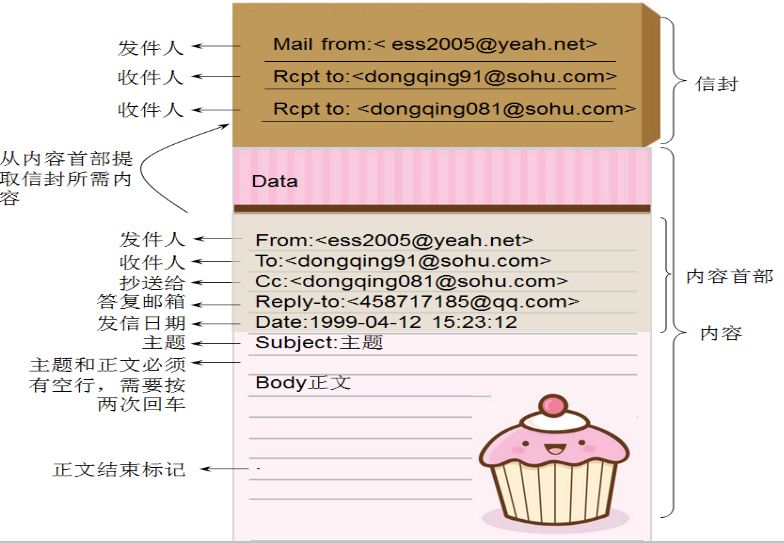 发件人
Mail from:< ess2005@yeah.net>
收件人
Rcpt to:<dongqing91@sohu.com>
收件人
Rcpt to: <dongqing081@sohu.com>
信封
从内容首部提
取信封所需内
容
Data
发件人
From:<ess2005@yeah.net>
收件人
To:<dongqing91@sohu.com>
抄送给
Cc:<dongqing081@sohu.com>
答复邮箱
Reply-to:<458717185@qq.com>
发信日期
Date:1999-04-12 15:23:12
内容首部
主题
Subject:主题
内容
主题和正文必须
有空行，需要按
两次回车
Body正文
正文结束标记
.